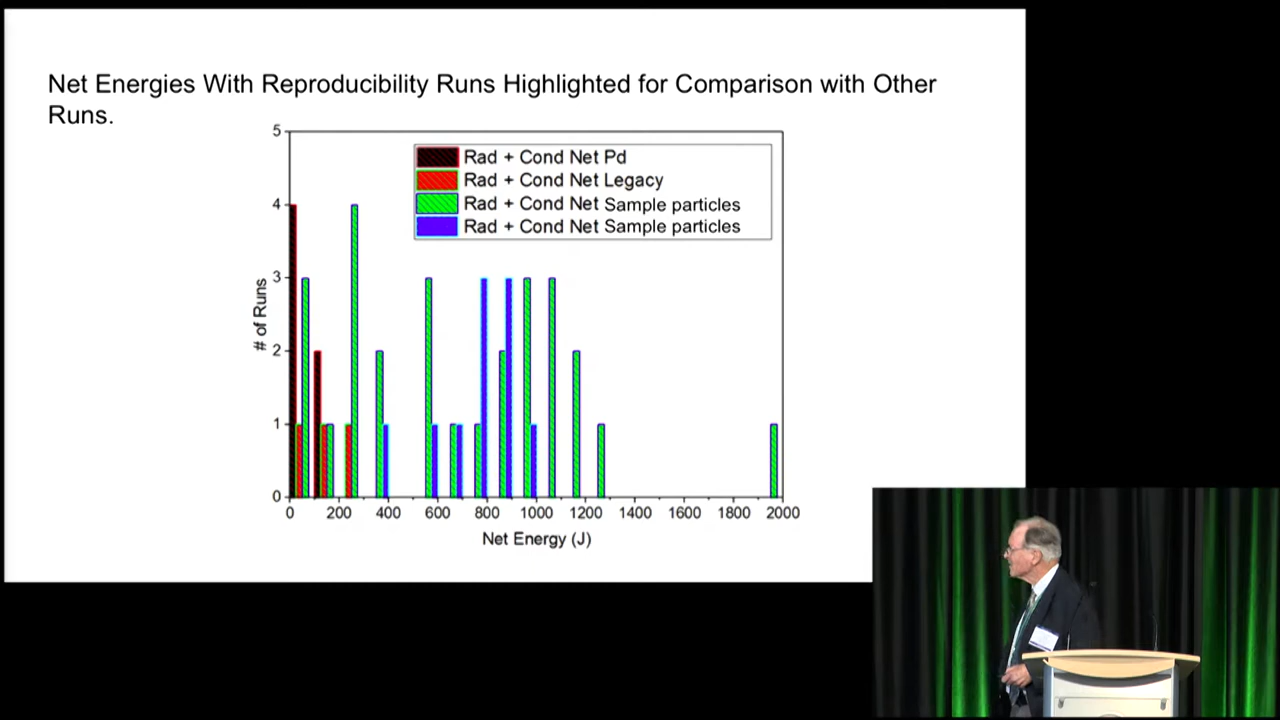 Net Energies With Reproducibility Runs Highlighted for Comparison with Other
Runs.
5
4
3
2
1
0
# of Runs
Rad + Cond Net Pd
Rad + Cond Net Legacy
Rad + Cond Net Sample particles
Rad + Cond Net Sample particles
0 200 400 600 800 1000 1200 1400 1600 1800 2000
Net Energy (J)